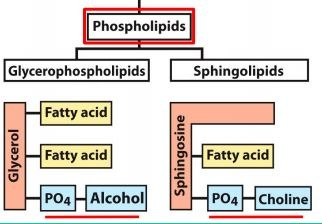 Phospholipids
Glycerophospholipids
Sphingolipids
Glycerol
Fatty acid
Fatty acid
PO4
Alcohol
Sphingosine
Fatty acid
PO4
Choline